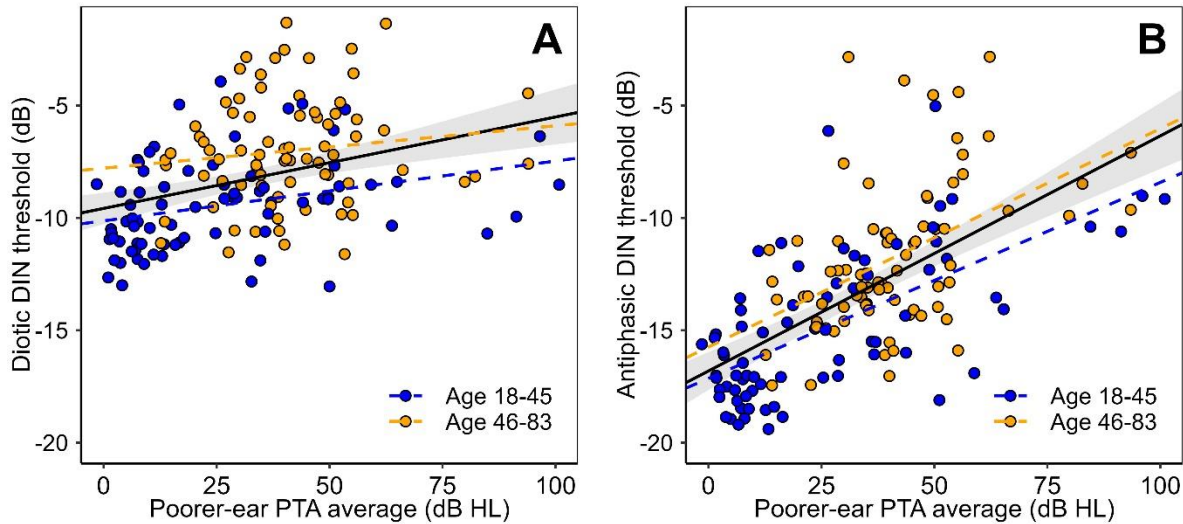 A
Diotic DIN threshold (dB)
-5
-10
-15
-20
Age 18-45
Age 46-83
0 25 50 75 100
Poorer-ear PTA average (dB HL)
B
Antiphasic DIN threshold (dB)
-5
-10
-15
-20
Age 18-45
Age 46-83
0 25 50 75 100
Poorer-ear PTA average (dB HL)